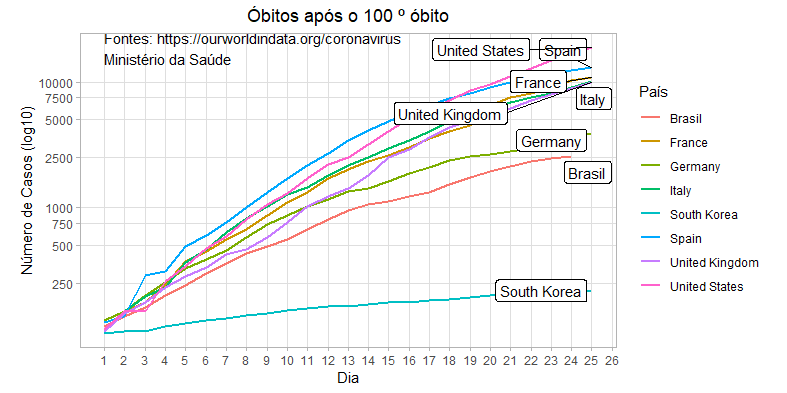 Óbitos após o 100 º óbito
Fontes: https://ourworldindata.org/coronavirus
Ministério da Saúde
United States
Spain
France
Italy
United Kingdom
Germany
Brasil
South Korea
Número de Casos (log10)
10000
7500
5000
2500
1000
750
500
250
1 2 3 4 5 6 7 8 9 10 11 12 13 14 15 16 17 18 19 20 21 22 23 24 25 26
Dia
País
Brasil
France
Germany
Italy
South Korea
Spain
United Kingdom
United States